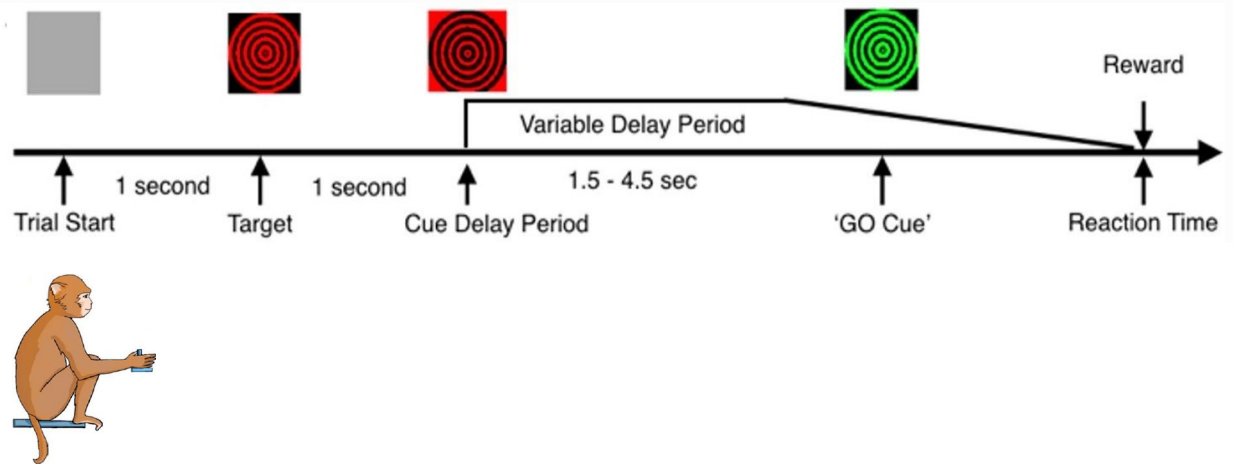 Reward
Variable Delay Period
1 second
1 second
1.5 - 4.5 sec
Trial Start
Target
Cue Delay Period
‘GO Cue’
Reaction Time